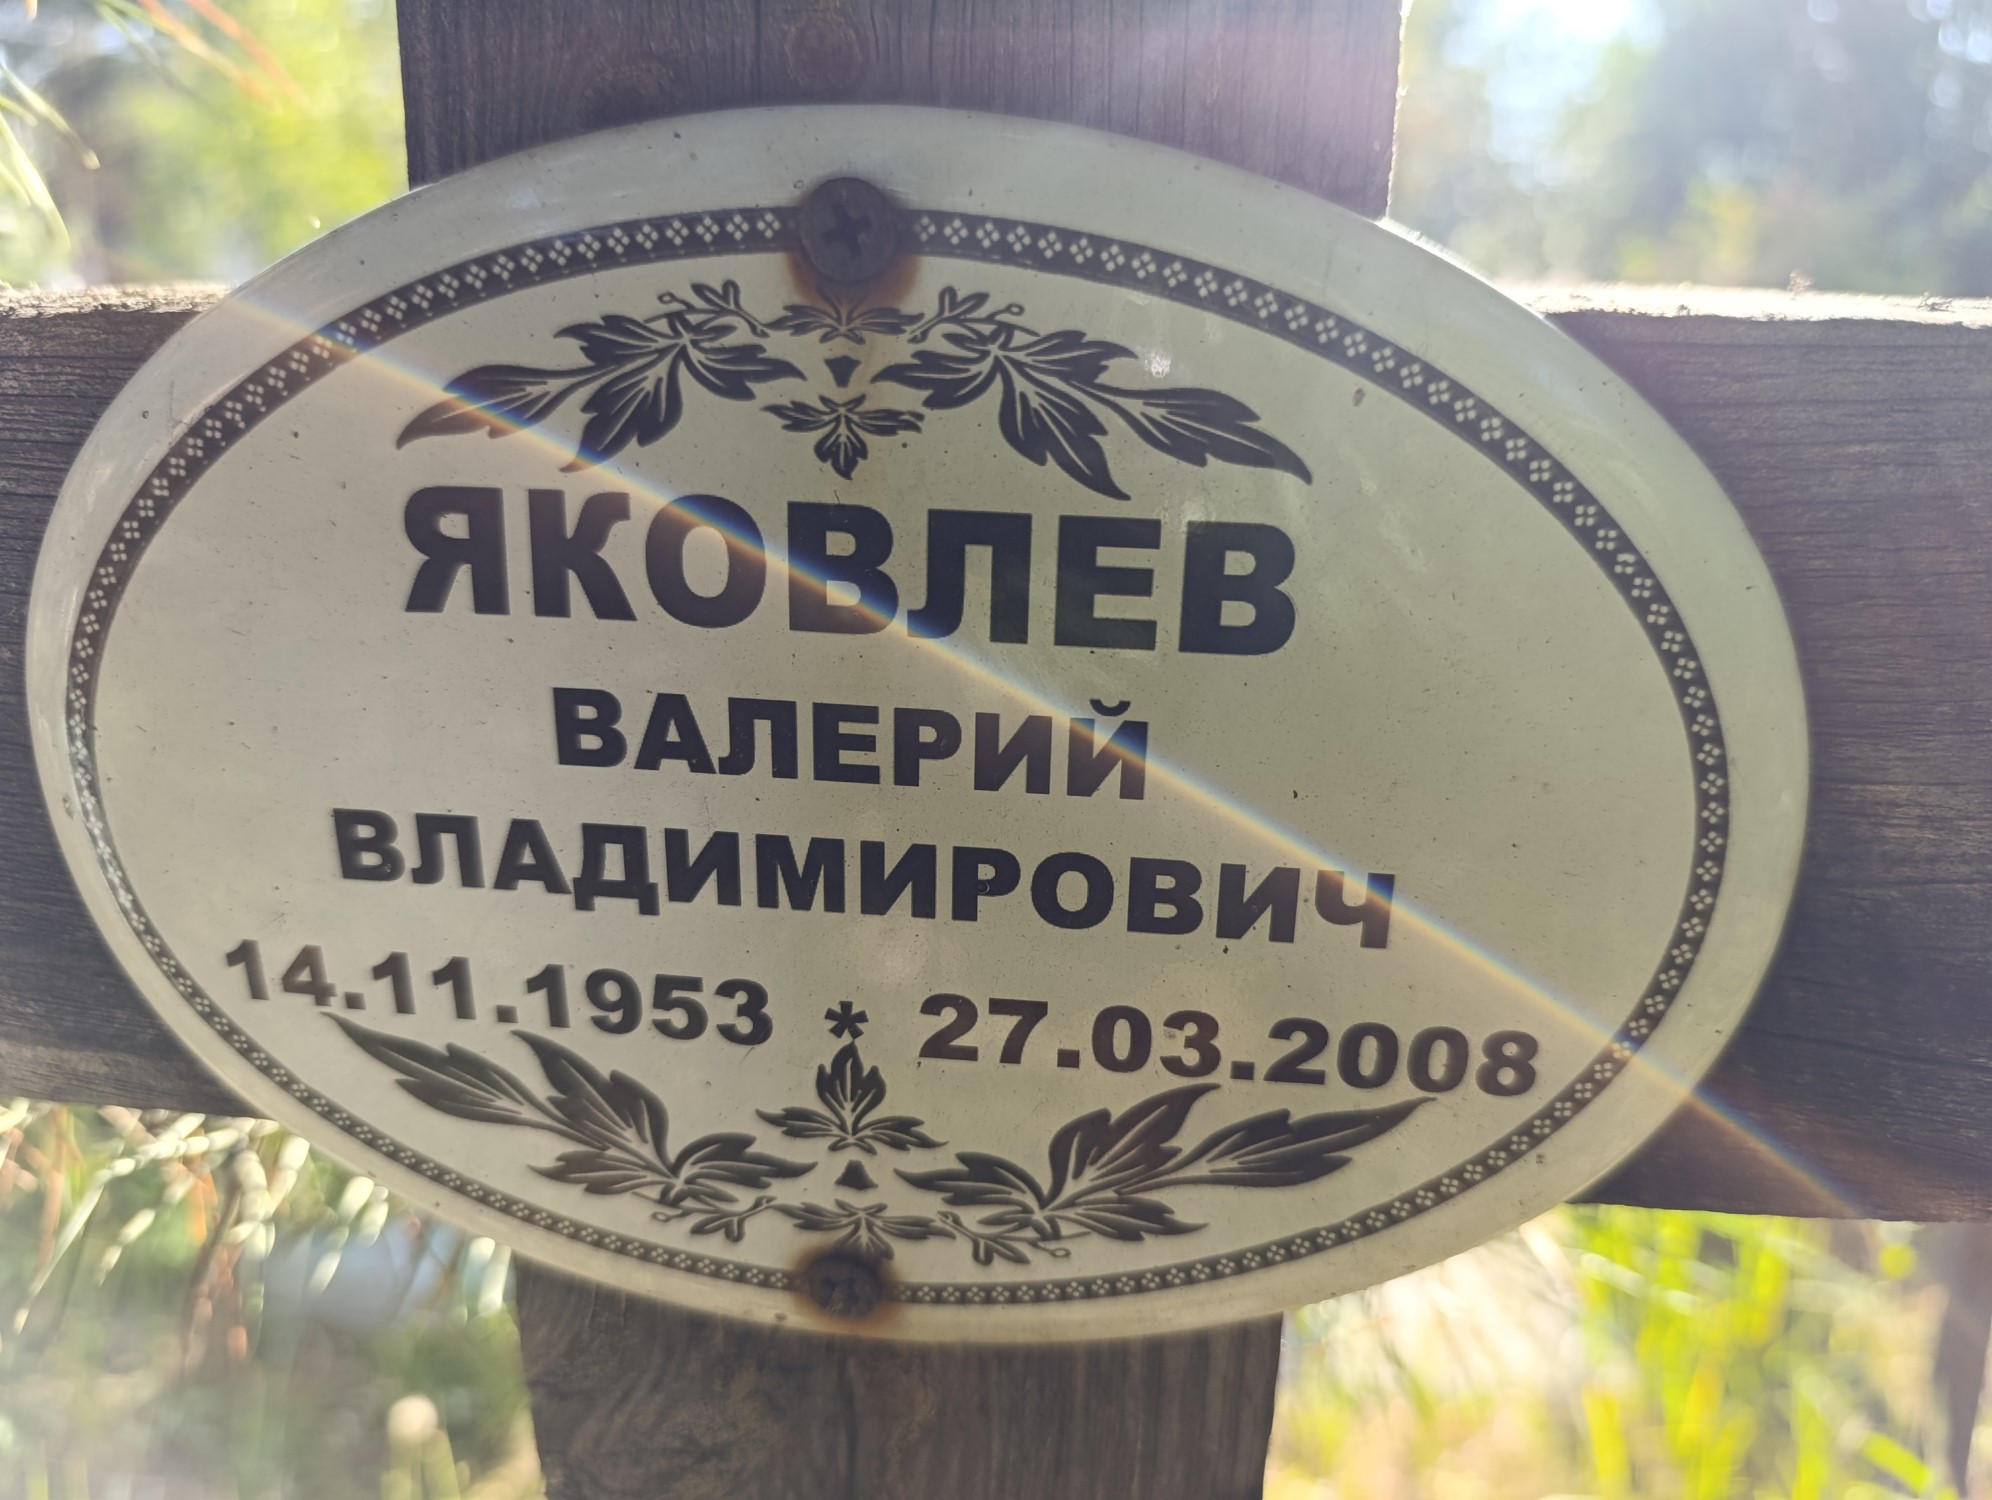 ЯКОВЛЕВ
ВАЛЕРИЙ
ВЛАДИМИРОВИЧ
14.11.1953 * 27.03.2008